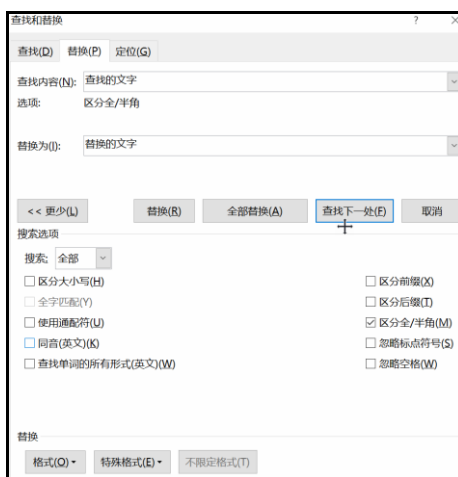 查找和替换 ?
查找(D) 替换(P) 定位(G)
查找内容(N): 查找的文字
选项: 区分全/半角
替换为(I): 替换的文字
<< 更少(L) 替换(R) 全部替换(A) 查找下一处(F) 取消
搜索选项
搜索: 全部
区分大小写(H) 区分前缀(X)
全字匹配(Y) 区分后缀(T)
使用通配符(U) 区分全/半角(M)
同音(英文)(K) 忽略标点符号(S)
查找单词的所有形式(英文)(W) 忽略空格(W)
替换
格式(O) 特殊格式(E) 不限定格式(T)